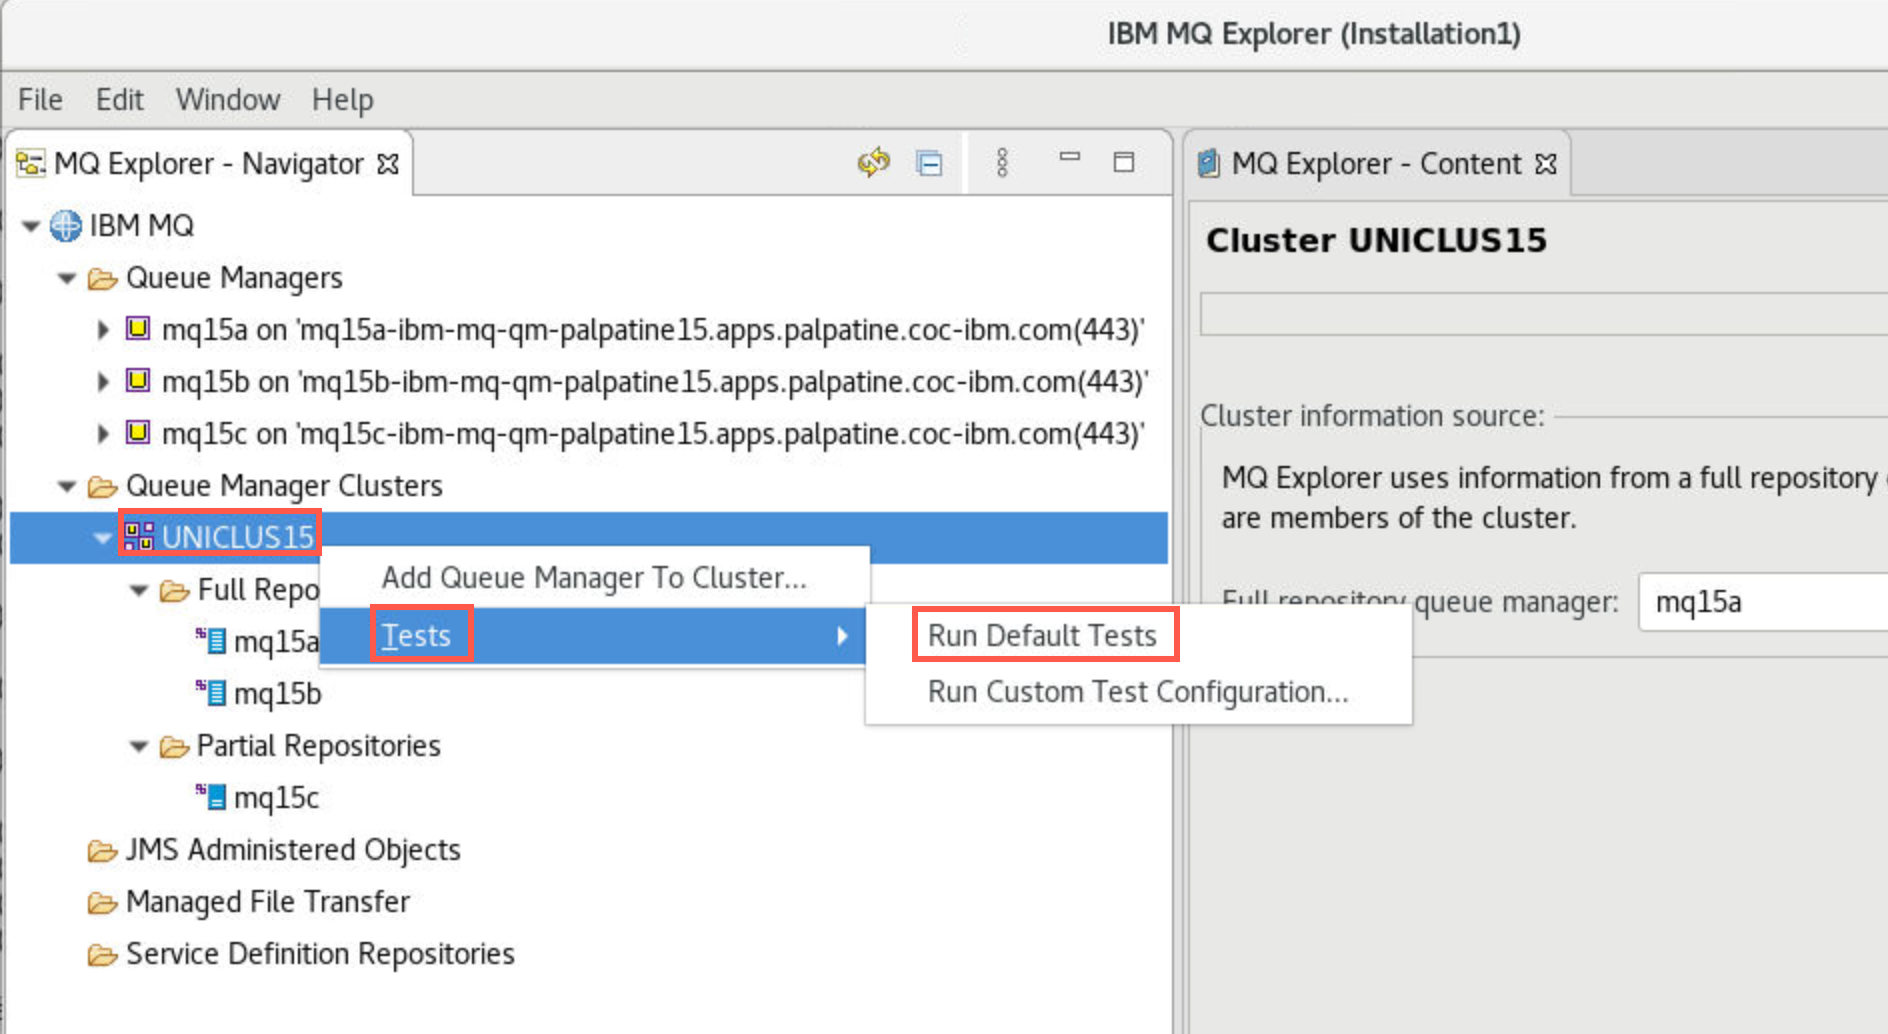 IBM MQ Explorer (Installation1)
File Edit Window Help
MQ Explorer - Navigator
IBM MQ
Queue Managers
mq15a on 'mq15a-ibm-mq-qm-palpatine15.apps.palpatine.coc-ibm.com(443)'
mq15b on 'mq15b-ibm-mq-qm-palpatine15.apps.palpatine.coc-ibm.com(443)'
mq15c on 'mq15c-ibm-mq-qm-palpatine15.apps.palpatine.coc-ibm.com(443)'
Queue Manager Clusters
UNICLUS15
Full Repo
mq15a
mq15b
Partial Repositories
mq15c
JMS Administered Objects
Managed File Transfer
Service Definition Repositories
Add Queue Manager To Cluster...
Tests
Run Default Tests
Run Custom Test Configuration...
MQ Explorer - Content
Cluster UNICLUS15
Cluster information source:
MQ Explorer uses information from a full repository
are members of the cluster.
Full repository queue manager: mq15a